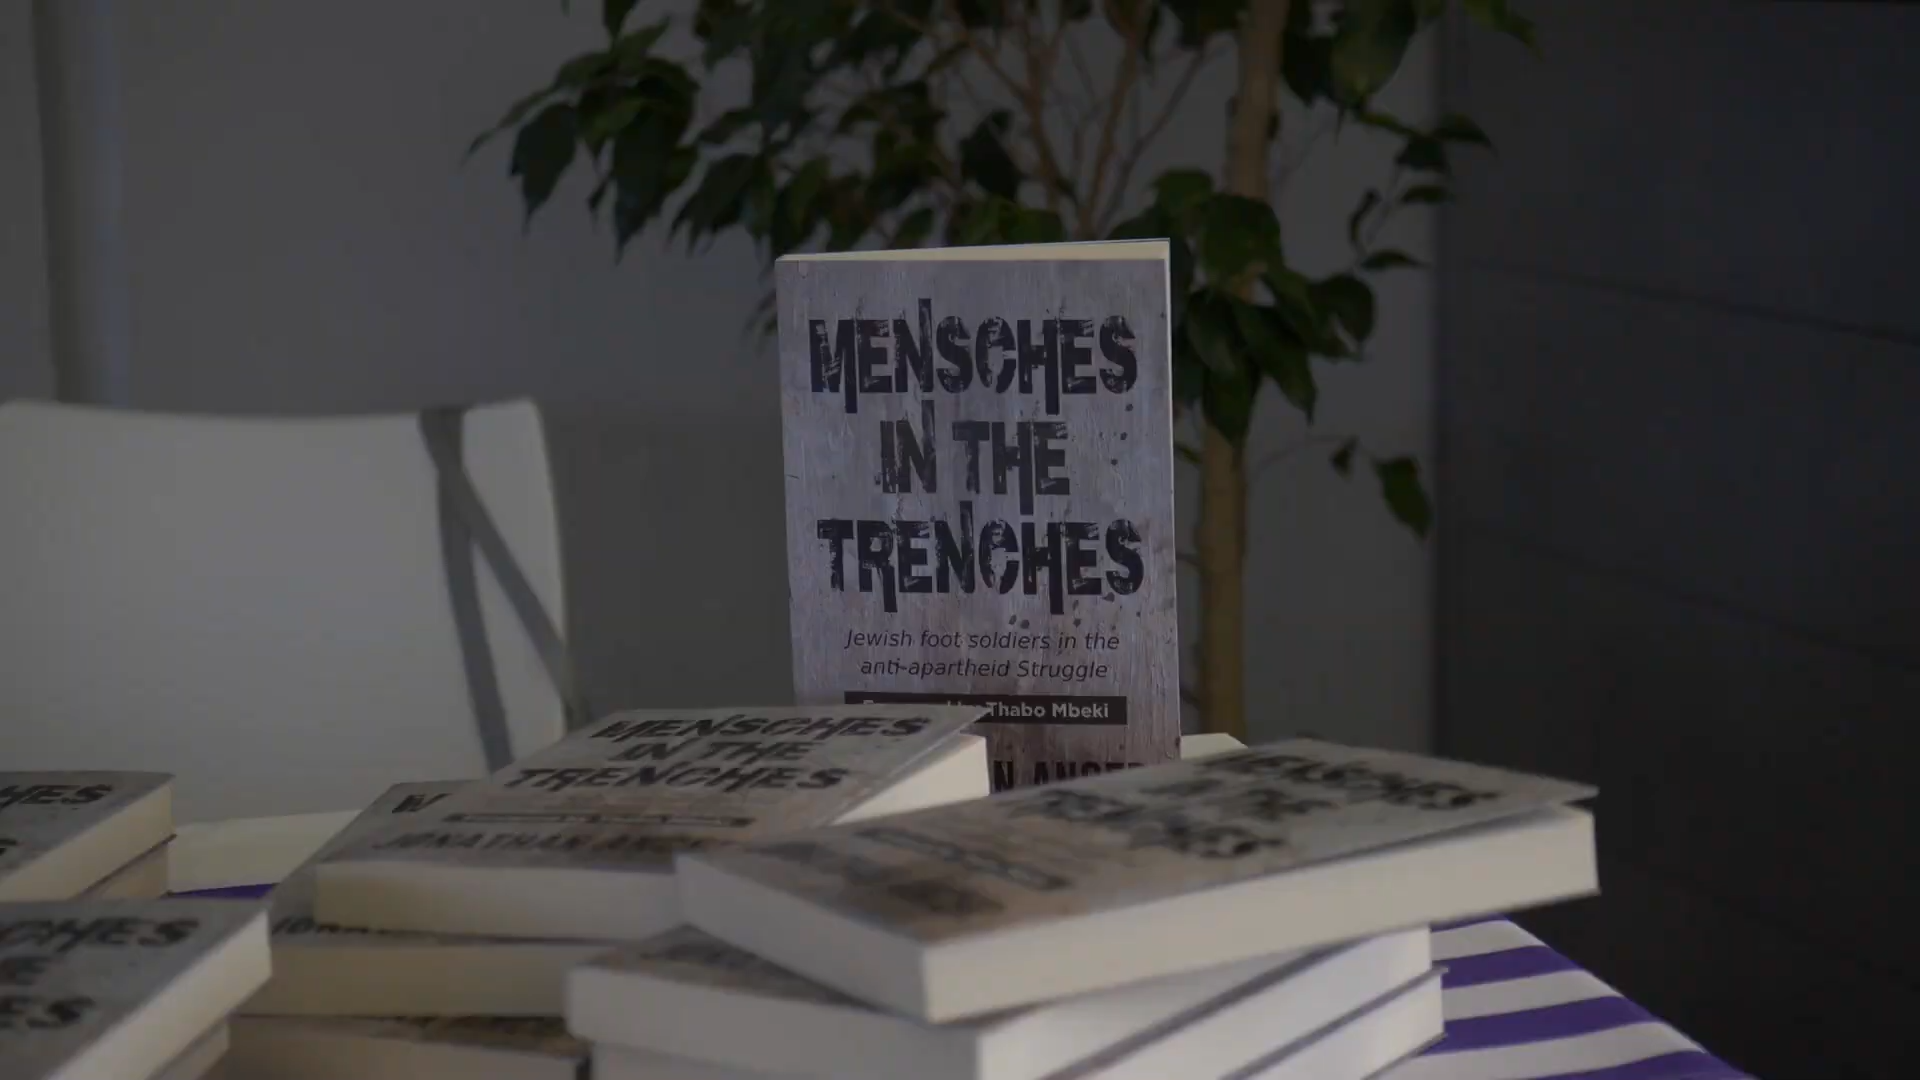 MENSCHES
IN THE
TRENCHES
Jewish foot soldiers in the
anti-apartheid Struggle
Thabo Mbeki
MENSCHES
IN THE
TRENCHES
JONATHAN